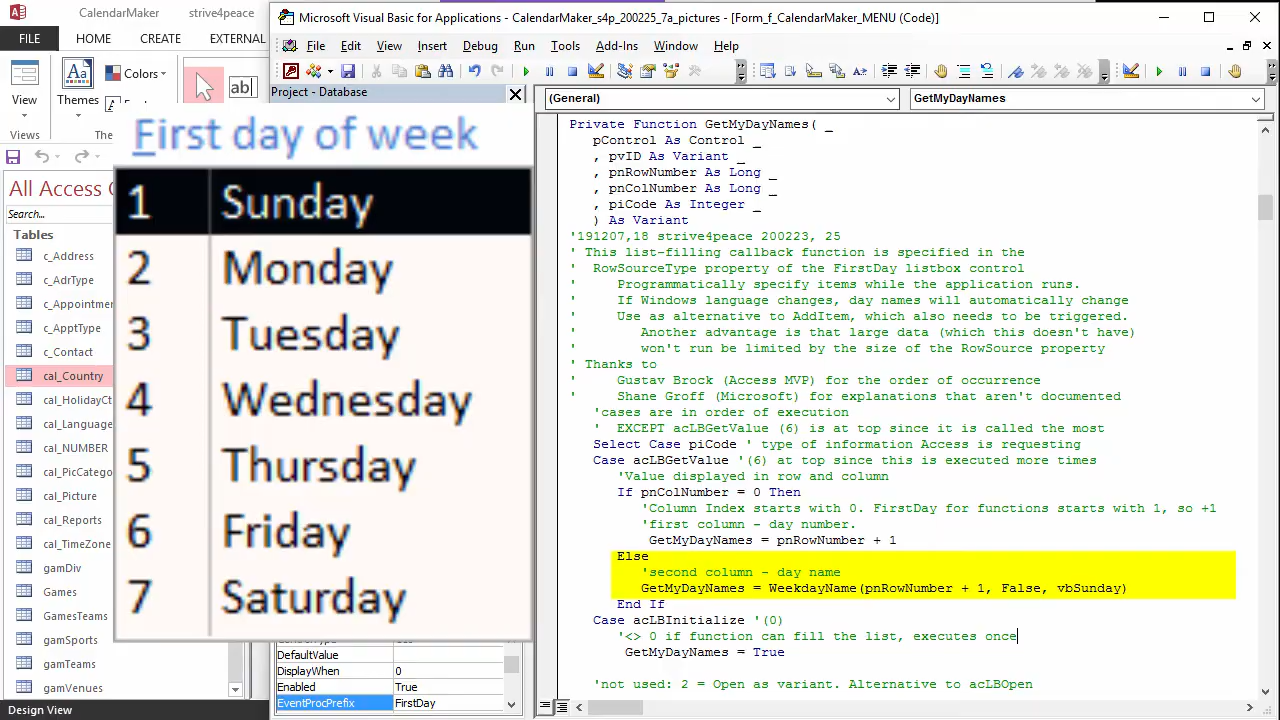 CalendarMaker
strive4peace
FILE
HOME
CREATE
EXTERNAL
View
Themes
Colors
ab|
Views
Microsoft Visual Basic for Applications - CalendarMaker_s4p_200225_7a_pictures - [Form_f_CalendarMaker_MENU (Code)]
File Edit View Insert Debug Run Tools Add-Ins Window Help
Project - Database
(General)
GetMyDayNames
All Access
Search...
Tables
c_Address
c_AdrType
c_Appointmen
c_ApptType
c_Contact
cal_Country
cal_HolidayCt
cal_Language
cal_NUMBER
cal_PicCatego
cal_Picture
cal_Reports
cal_TimeZone
gamDiv
Games
GamesTeams
gamSports
gamTeams
gamVenues
Design View
First day of week
1 Sunday
2 Monday
3 Tuesday
4 Wednesday
5 Thursday
6 Friday
7 Saturday
DefaultValue
DisplayWhen 0
Enabled True
EventProcPrefix FirstDay
Private Function GetMyDayNames( _
pControl As Control _
, pvID As Variant _
, pnRowNumber As Long _
, pnColNumber As Long _
, piCode As Integer _
) As Variant
'191207,18 strive4peace 200223, 25
' This list-filling callback function is specified in the
' RowSourceType property of the FirstDay listbox control
' Programmatically specify items while the application runs.
' If Windows language changes, day names will automatically change
' Use as alternative to AddItem, which also needs to be triggered.
' Another advantage is that large data (which this doesn't have)
' won't run be limited by the size of the RowSource property
' Thanks to
' Gustav Brock (Access MVP) for the order of occurrence
' Shane Groff (Microsoft) for explanations that aren't documented
'cases are in order of execution
' EXCEPT acLBGetValue (6) is at top since it is called the most
Select Case piCode ' type of information Access is requesting
Case acLBGetValue '(6) at top since this is executed more times
'Value displayed in row and column
If pnColNumber = 0 Then
'Column Index starts with 0. FirstDay for functions starts with 1, so +1
'first column - day number.
GetMyDayNames = pnRowNumber + 1
Else
'second column - day name
GetMyDayNames = WeekdayName(pnRowNumber + 1, False, vbSunday)
End If
Case acLBInitialize '(0)
'<> 0 if function can fill the list, executes once
GetMyDayNames = True
'not used: 2 = Open as variant. Alternative to acLBOpen